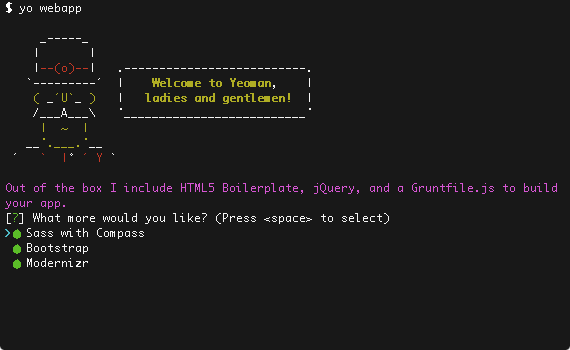 $ yo webapp
Welcome to Yeoman,
ladies and gentlemen!
Out of the box I include HTML5 Boilerplate, jQuery, and a Gruntfile.js to build
your app.
[?] What more would you like? (Press <space> to select)
Sass with Compass
Bootstrap
Modernizr